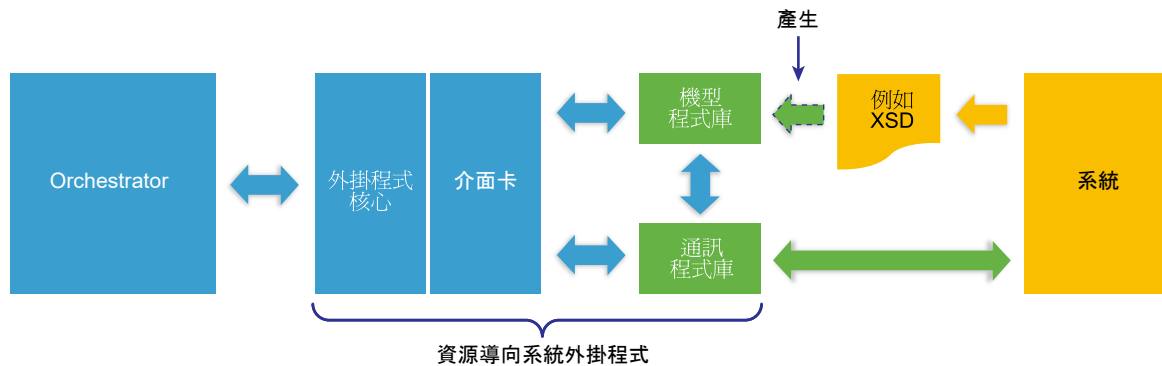 產生
Orchestrator
外掛程式
核心
介面卡
機型
程式庫
例如
XSD
系統
通訊
程式庫
資源導向系統外掛程式